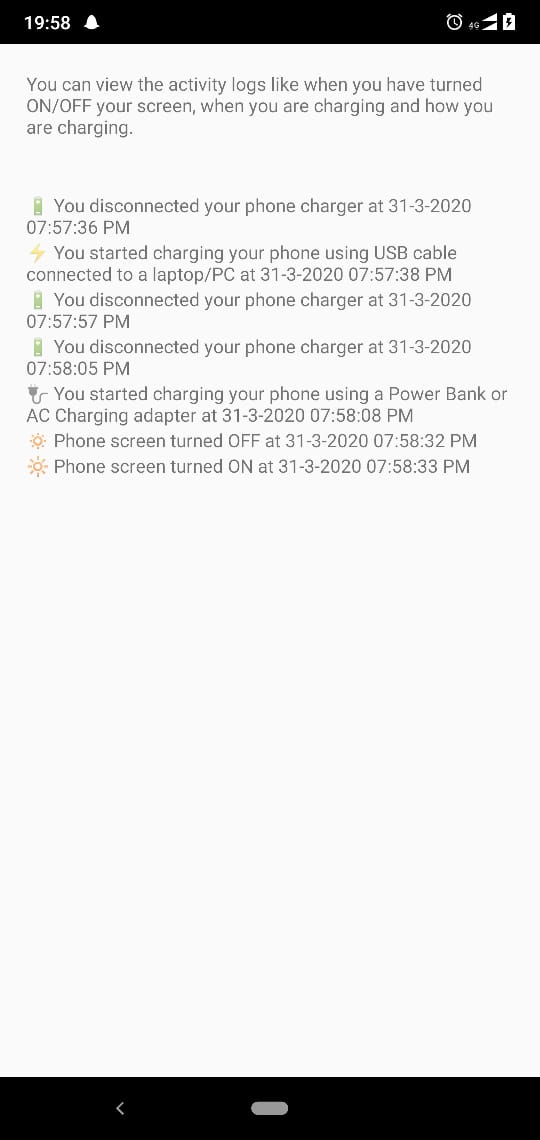 19:58
4G
You can view the activity logs like when you have turned
ON/OFF your screen, when you are charging and how you
are charging.
You disconnected your phone charger at 31-3-2020
07:57:36 PM
You started charging your phone using USB cable
connected to a laptop/PC at 31-3-2020 07:57:38 PM
You disconnected your phone charger at 31-3-2020
07:57:57 PM
You disconnected your phone charger at 31-3-2020
07:58:05 PM
You started charging your phone using a Power Bank or
AC Charging adapter at 31-3-2020 07:58:08 PM
Phone screen turned OFF at 31-3-2020 07:58:32 PM
Phone screen turned ON at 31-3-2020 07:58:33 PM